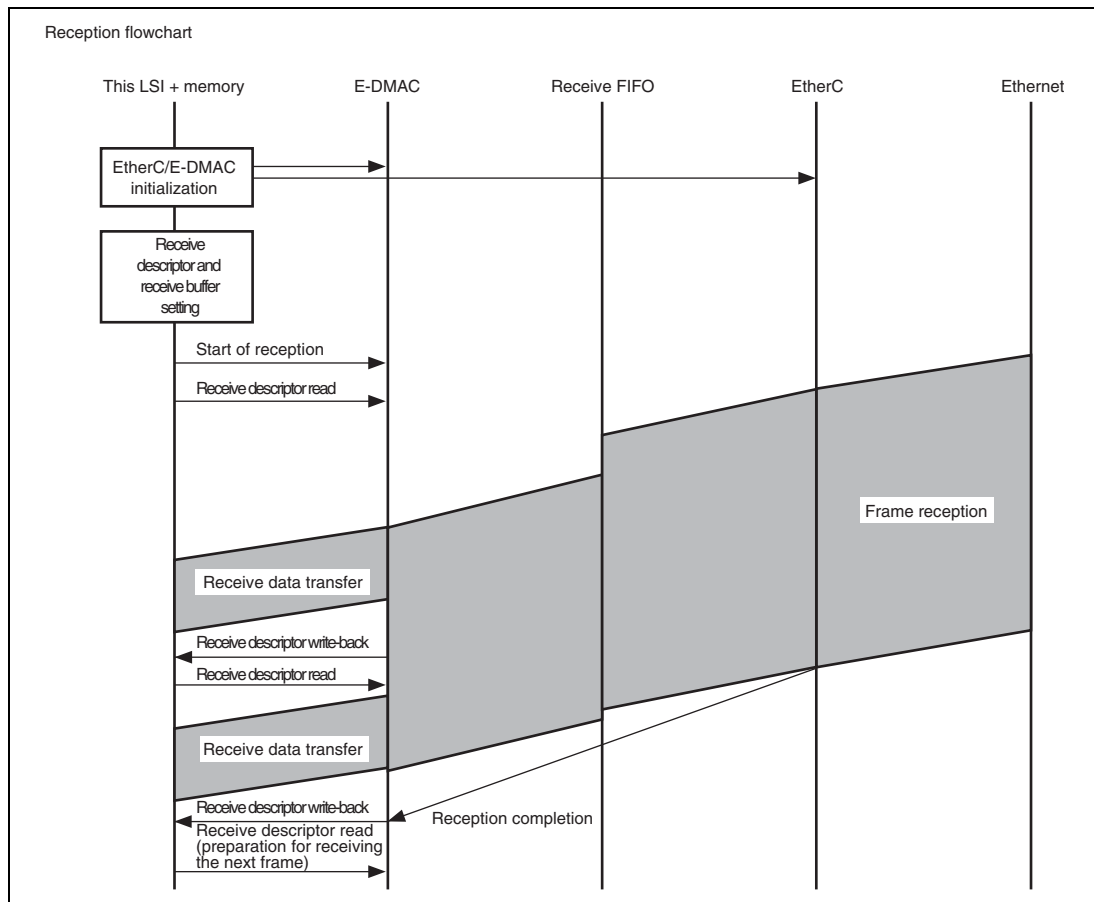 Reception flowchart
This LSI + memory
E-DMAC
Receive FIFO
EtherC
Ethernet
EtherC/E-DMAC
initialization
Receive
descriptor and
receive buffer
setting
Start of reception
Receive descriptor read
Frame reception
Receive data transfer
Receive descriptor write-back
Receive descriptor read
Receive data transfer
Receive descriptor write-back
Reception completion
Receive descriptor read
(preparation for receiving
the next frame)